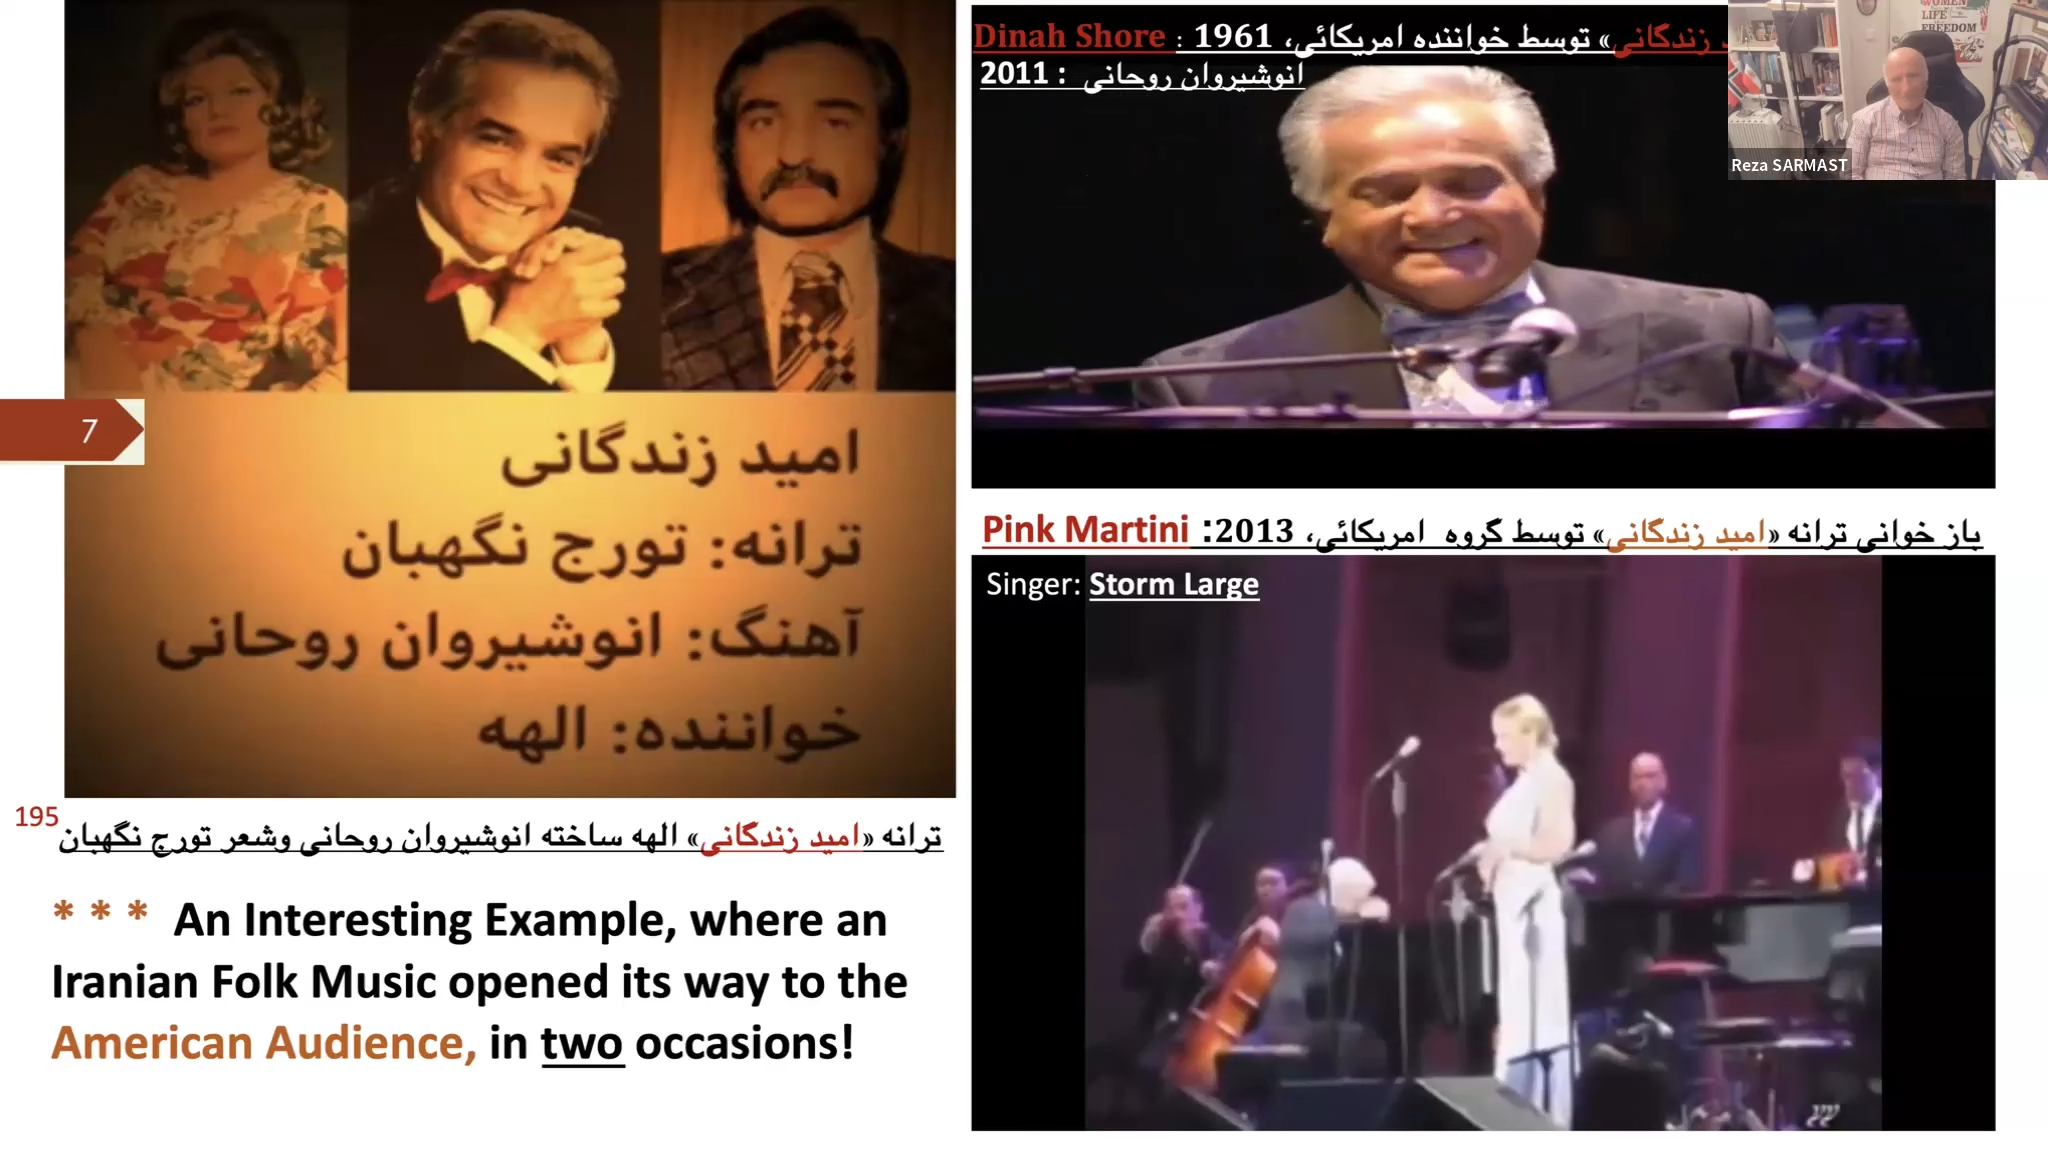 امید زندگانی
ترانه: تورج نگهبان
آهنگ: انوشیروان روحانی
خواننده: الهه
7
195
ترانه «امید زندگانی» الهه ساخته انوشیروان روحانی وشعر تورج نگهبان
* * * An Interesting Example, where an
Iranian Folk Music opened its way to the
American Audience, in two occasions!
زندگانی» توسط خواننده امریکائی، 1961 : Dinah Shore
انوشیروان روحانی : 2011
WOMEN
LIFE
FREEDOM
Reza SARMAST
باز خوانی ترانه «امید زندگانی» توسط گروه امریکائی، 2013: Pink Martini
Singer: Storm Large